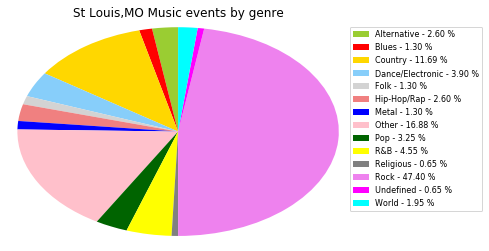 St Louis,MO Music events by genre
Alternative - 2.60 %
Blues - 1.30 %
Country - 11.69 %
Dance/Electronic - 3.90 %
Folk - 1.30 %
Hip-Hop/Rap - 2.60 %
Metal - 1.30 %
Other - 16.88 %
Pop - 3.25 %
R&B - 4.55 %
Religious - 0.65 %
Rock - 47.40 %
Undefined - 0.65 %
World - 1.95 %